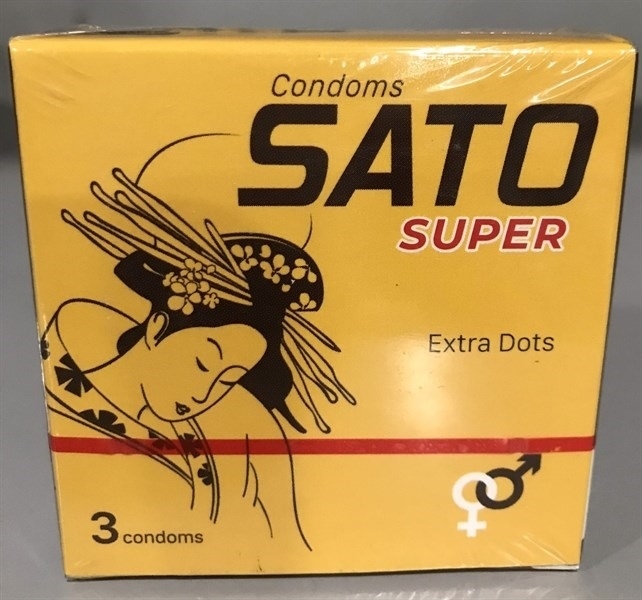 Condoms
SATO
SUPER
Extra Dots
3 condoms